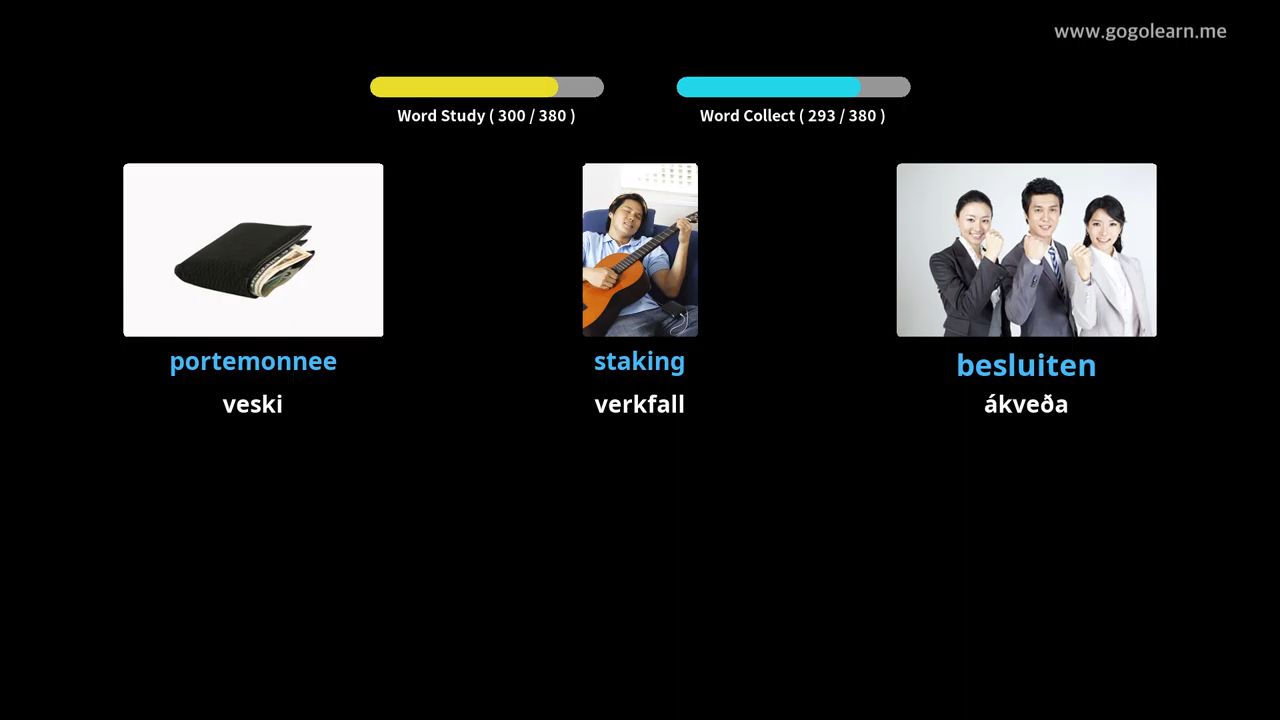 www.gogolearn.me
Word Study ( 300 / 380 )
Word Collect ( 293 / 380 )
portemonnee
staking
besluiten
veski
verkfall
ákveða